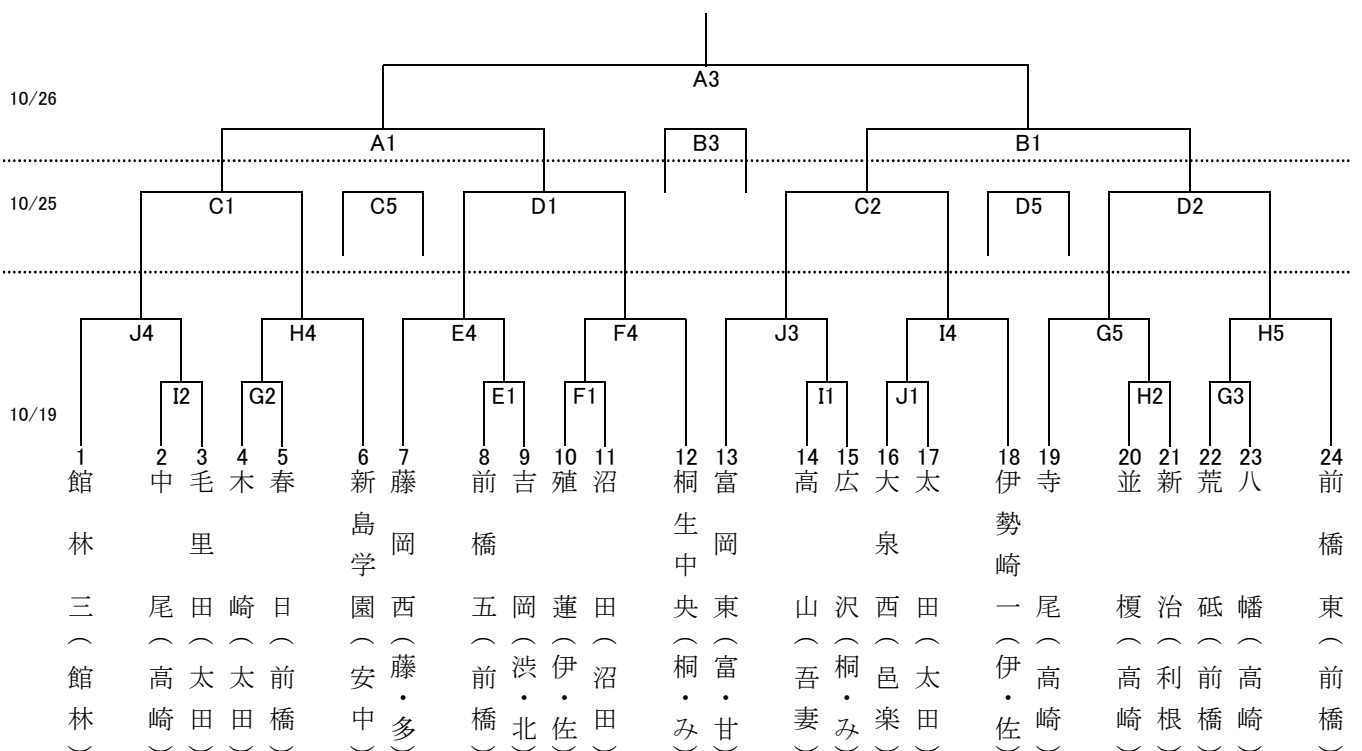 A3
10/26
A1 B3 B1
10/25
C1 C5 D1 C2 D5 D2
J4 H4 E4 F4 J3 I4 G5 H5
I2 G2 E1 F1 I1 J1 H2 G3
10/19
1 館林三(館林)
2 中尾(高崎)
3 毛里田(太田)
4 木崎(太田)
5 春日(前橋)
6 新島学園(安中)
7 藤岡西(藤・多)
8 前橋五(前橋)
9 吉岡(渋・北)
10 殖蓮(伊・佐)
11 沼田(沼田)
12 桐生中央(桐・み)
13 富岡東(富・甘)
14 高山(吾妻)
15 広沢(桐・み)
16 大泉西(邑楽)
17 太田(太田)
18 伊勢崎一(伊・佐)
19 寺尾(高崎)
20 並榎(高崎)
21 新治(利根)
22 荒砥(前橋)
23 八幡(高崎)
24 前橋東(前橋)